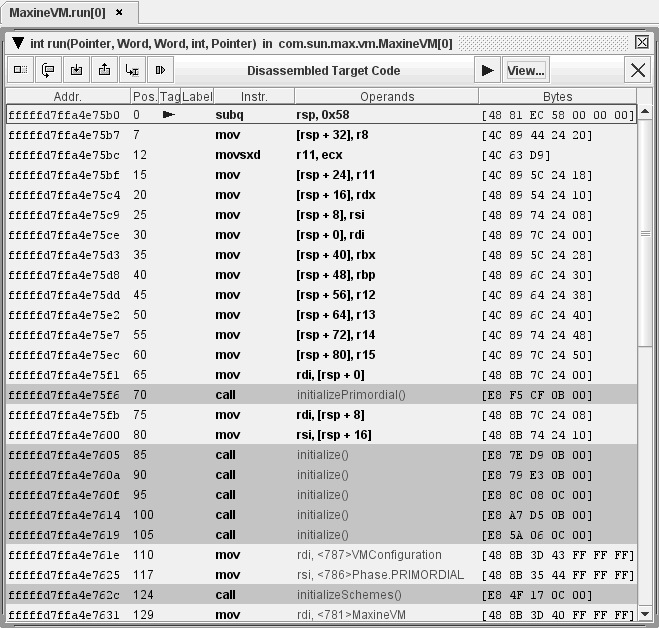 MaxineVM.run[0] ×
int run(Pointer, Word, Word, int, Pointer) in com.sun.max.vm.MaxineVM[0]
Disassembled Target Code View...
Addr. Pos. Tag Label Instr. Operands Bytes
fffffd7ffa4e75b0 0 subq rsp, 0x58 [48 81 EC 58 00 00 00]
fffffd7ffa4e75b7 7 mov [rsp + 32], r8 [4C 89 44 24 20]
fffffd7ffa4e75bc 12 movsxd r11, ecx [4C 63 D9]
fffffd7ffa4e75bf 15 mov [rsp + 24], r11 [4C 89 5C 24 18]
fffffd7ffa4e75c4 20 mov [rsp + 16], rdx [48 89 54 24 10]
fffffd7ffa4e75c9 25 mov [rsp + 8], rsi [48 89 74 24 08]
fffffd7ffa4e75ce 30 mov [rsp + 0], rdi [48 89 7C 24 00]
fffffd7ffa4e75d3 35 mov [rsp + 40], rbx [48 89 5C 24 28]
fffffd7ffa4e75d8 40 mov [rsp + 48], rbp [48 89 6C 24 30]
fffffd7ffa4e75dd 45 mov [rsp + 56], r12 [4C 89 64 24 38]
fffffd7ffa4e75e2 50 mov [rsp + 64], r13 [4C 89 6C 24 40]
fffffd7ffa4e75e7 55 mov [rsp + 72], r14 [4C 89 74 24 48]
fffffd7ffa4e75ec 60 mov [rsp + 80], r15 [4C 89 7C 24 50]
fffffd7ffa4e75f1 65 mov rdi, [rsp + 0] [48 8B 7C 24 00]
fffffd7ffa4e75f6 70 call initializePrimordial() [E8 F5 CF 0B 00]
fffffd7ffa4e75fb 75 mov rdi, [rsp + 8] [48 8B 7C 24 08]
fffffd7ffa4e7600 80 mov rsi, [rsp + 16] [48 8B 74 24 10]
fffffd7ffa4e7605 85 call initialize() [E8 7E D9 0B 00]
fffffd7ffa4e760a 90 call initialize() [E8 79 E3 0B 00]
fffffd7ffa4e760f 95 call initialize() [E8 8C 08 0C 00]
fffffd7ffa4e7614 100 call initialize() [E8 A7 D5 0B 00]
fffffd7ffa4e7619 105 call initialize() [E8 5A 06 0C 00]
fffffd7ffa4e761e 110 mov rdi, <787>VMConfiguration [48 8B 3D 43 FF FF FF]
fffffd7ffa4e7625 117 mov rsi, <786>Phase.PRIMORDIAL [48 8B 35 44 FF FF FF]
fffffd7ffa4e762c 124 call initializeSchemes() [E8 4F 17 0C 00]
fffffd7ffa4e7631 129 mov rdi, <781>MaxineVM [48 8B 3D 40 FF FF FF]